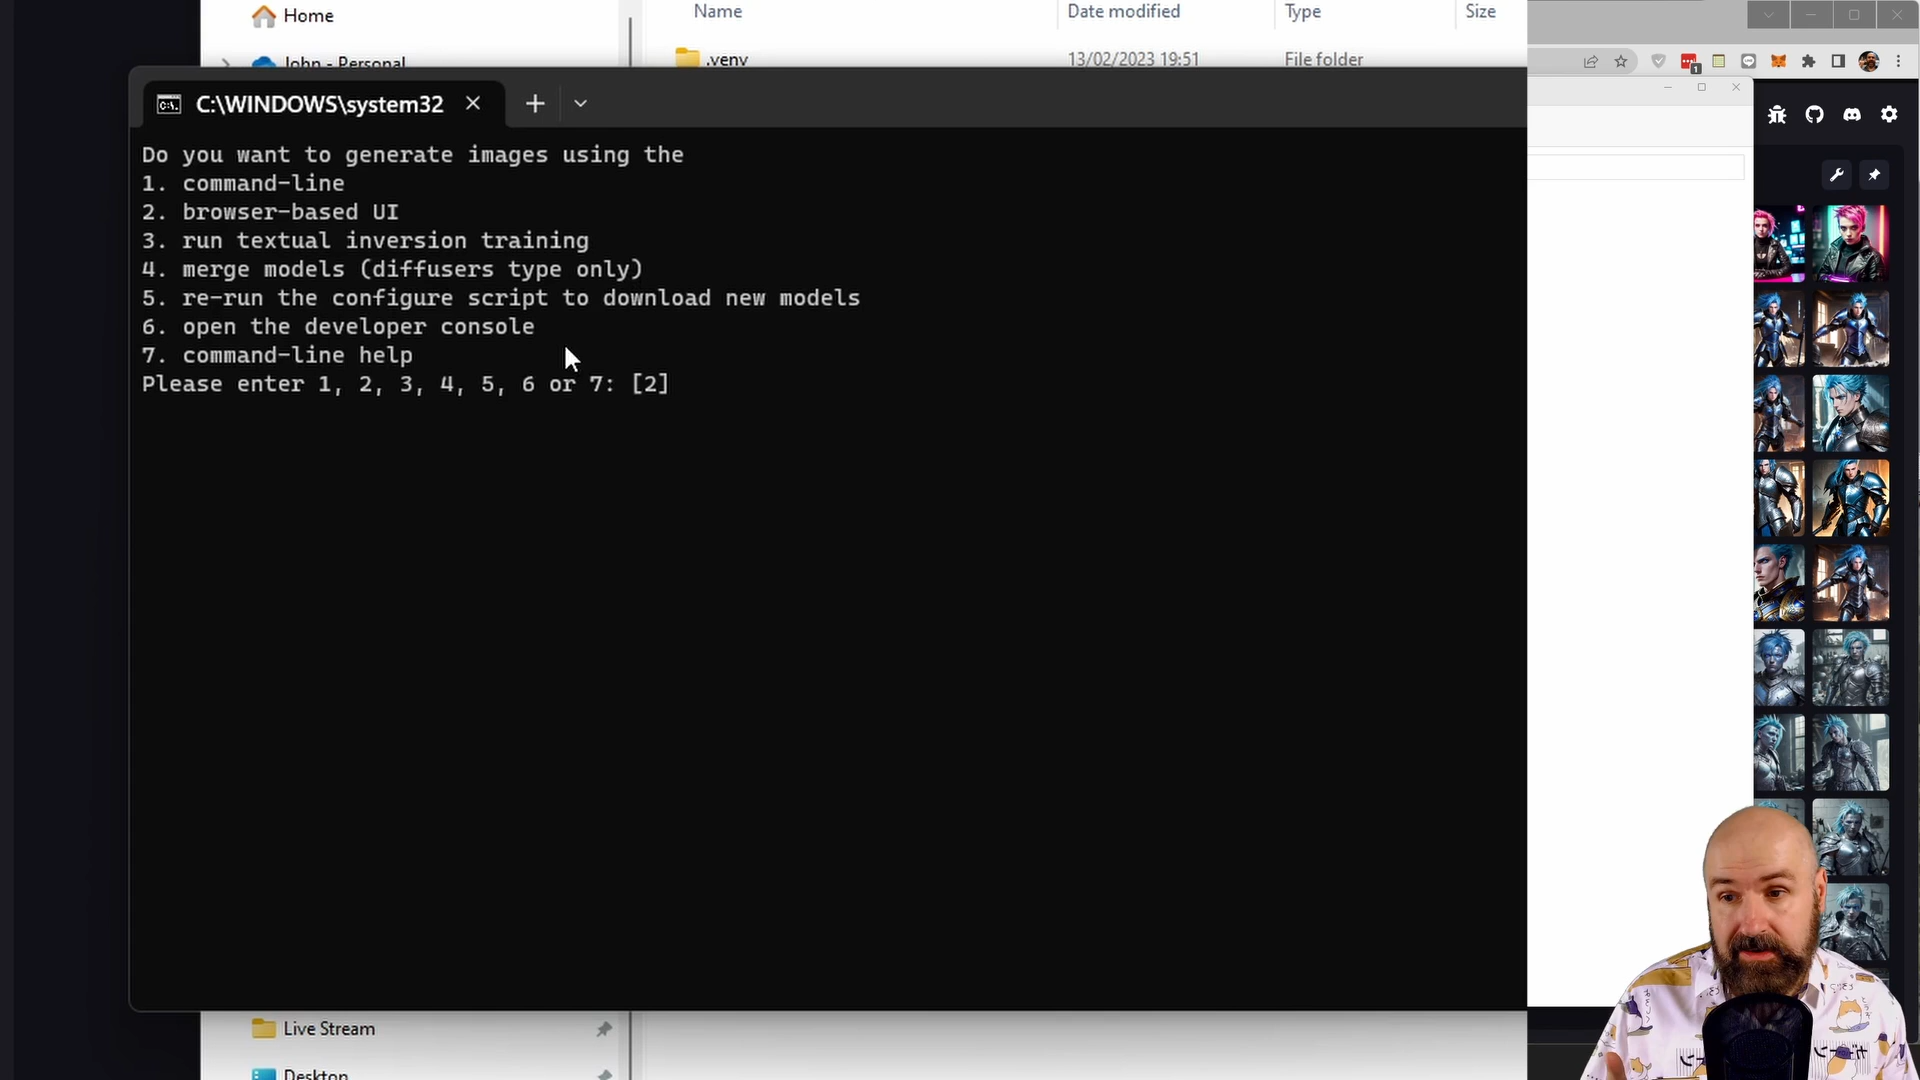 Home
John - Personal
Name
Date modified
Type
Size
.venv
13/02/2023 19:51
File folder
C:\WINDOWS\system32
Do you want to generate images using the
1. command-line
2. browser-based UI
3. run textual inversion training
4. merge models (diffusers type only)
5. re-run the configure script to download new models
6. open the developer console
7. command-line help
Please enter 1, 2, 3, 4, 5, 6 or 7: [2]
Live Stream
Desktop
1